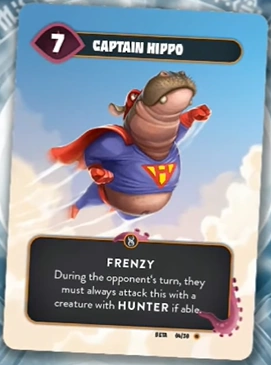 7 CAPTAIN HIPPO
H
8
FRENZY
During the opponent's turn, they
must always attack this with a
creature with HUNTER if able.
BETA 04/20